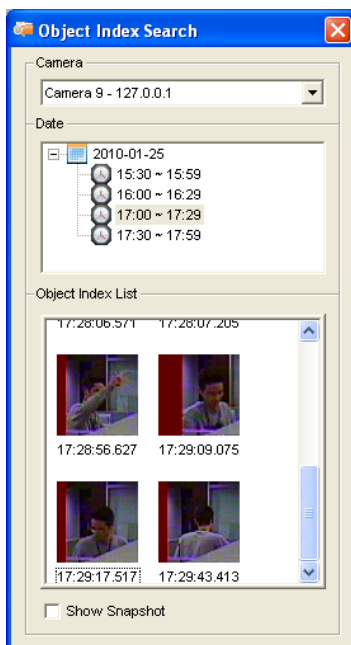 Object Index Search
Camera
Camera 9 - 127.0.0.1
Date
2010-01-25
15:30 ~ 15:59
16:00 ~ 16:29
17:00 ~ 17:29
17:30 ~ 17:59
Object Index List
17:28:06.571 17:28:07.205
17:28:56.627 17:29:09.075
17:29:17.517 17:29:43.413
Show Snapshot